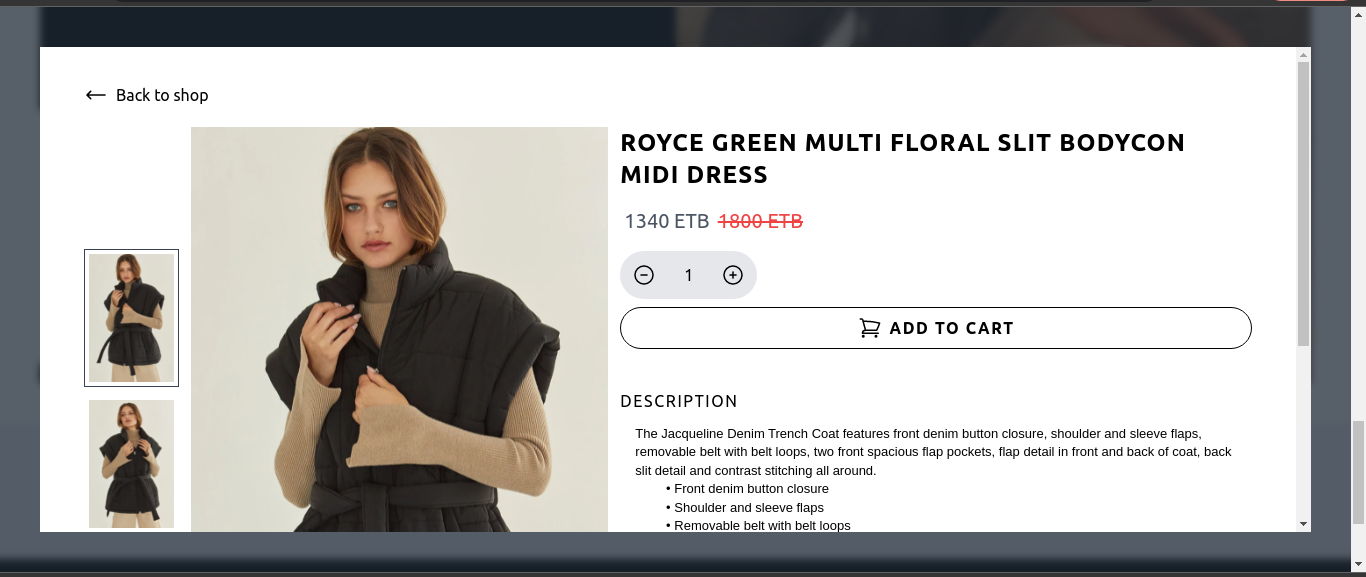 Back to shop
ROYCE GREEN MULTI FLORAL SLIT BODYCON
MIDI DRESS
1340 ETB 1800 ETB
1
ADD TO CART
DESCRIPTION
The Jacqueline Denim Trench Coat features front denim button closure, shoulder and sleeve flaps,
removable belt with belt loops, two front spacious flap pockets, flap detail in front and back of coat, back
slit detail and contrast stitching all around.
• Front denim button closure
• Shoulder and sleeve flaps
• Removable belt with belt loops